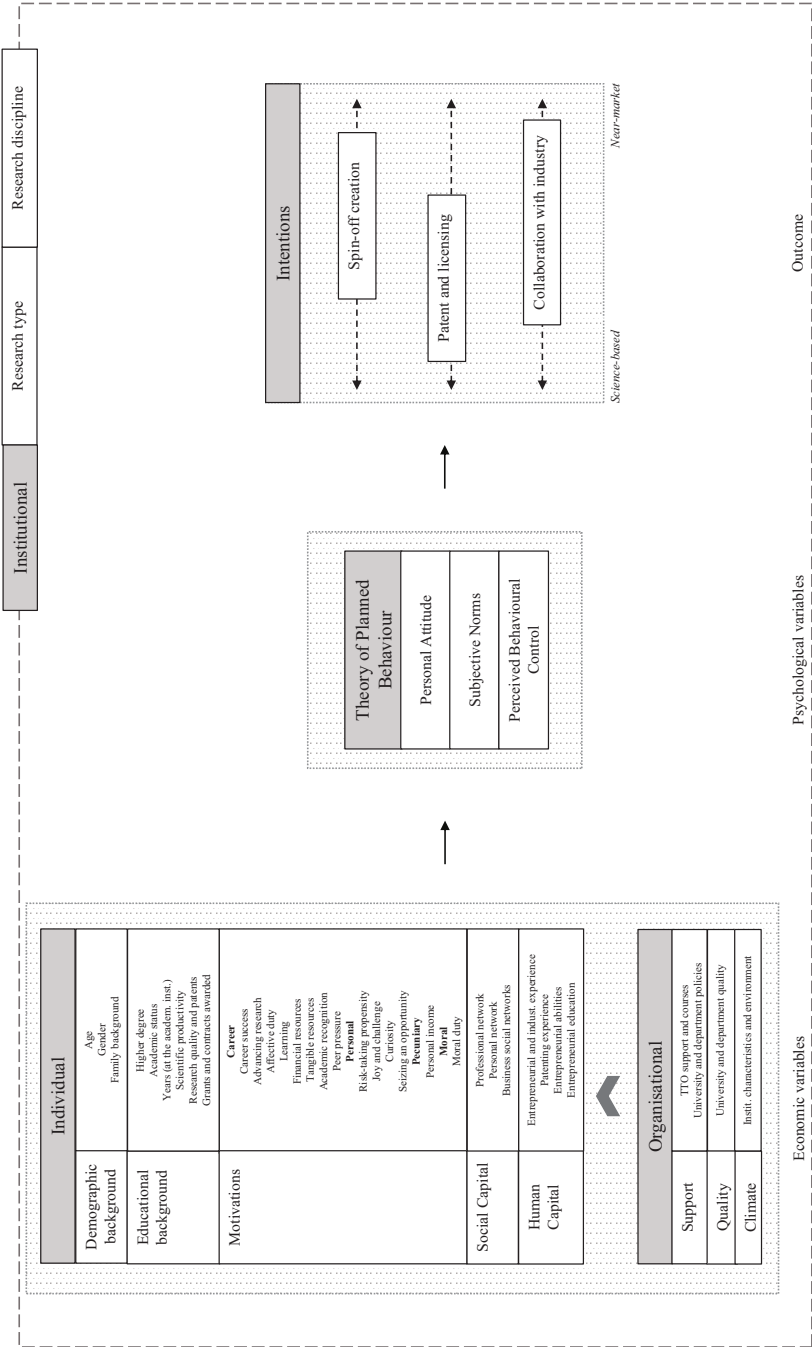 Institutional
Research type
Research discipline
Individual
Demographic
background
Age
Gender
Family background
Educational
background
Higher degree
Academic status
Years (at the academ. inst.)
Scientific productivity
Research quality and patents
Grants and contracts awarded
Motivations
Career
Career success
Advancing research
Affective duty
Learning
Financial resources
Tangible resources
Academic recognition
Peer pressure
Personal
Risk-taking propensity
Joy and challenge
Curiosity
Seizing an opportunity
Pecuniary
Personal income
Moral
Moral duty
Social Capital
Professional network
Personal network
Business social networks
Human
Capital
Entrepreneurial and indust. experience
Patenting experience
Entrepreneurial abilities
Entrepreneurial education
Organisational
Support
TTO support and courses
University and department policies
Quality
University and department quality
Climate
Instit. characteristics and environment
Theory of Planned
Behaviour
Personal Attitude
Subjective Norms
Perceived Behavioural
Control
Intentions
Spin-off creation
Patent and licensing
Collaboration with industry
Science-based
Near-market
Economic variables
Psychological variables
Outcome